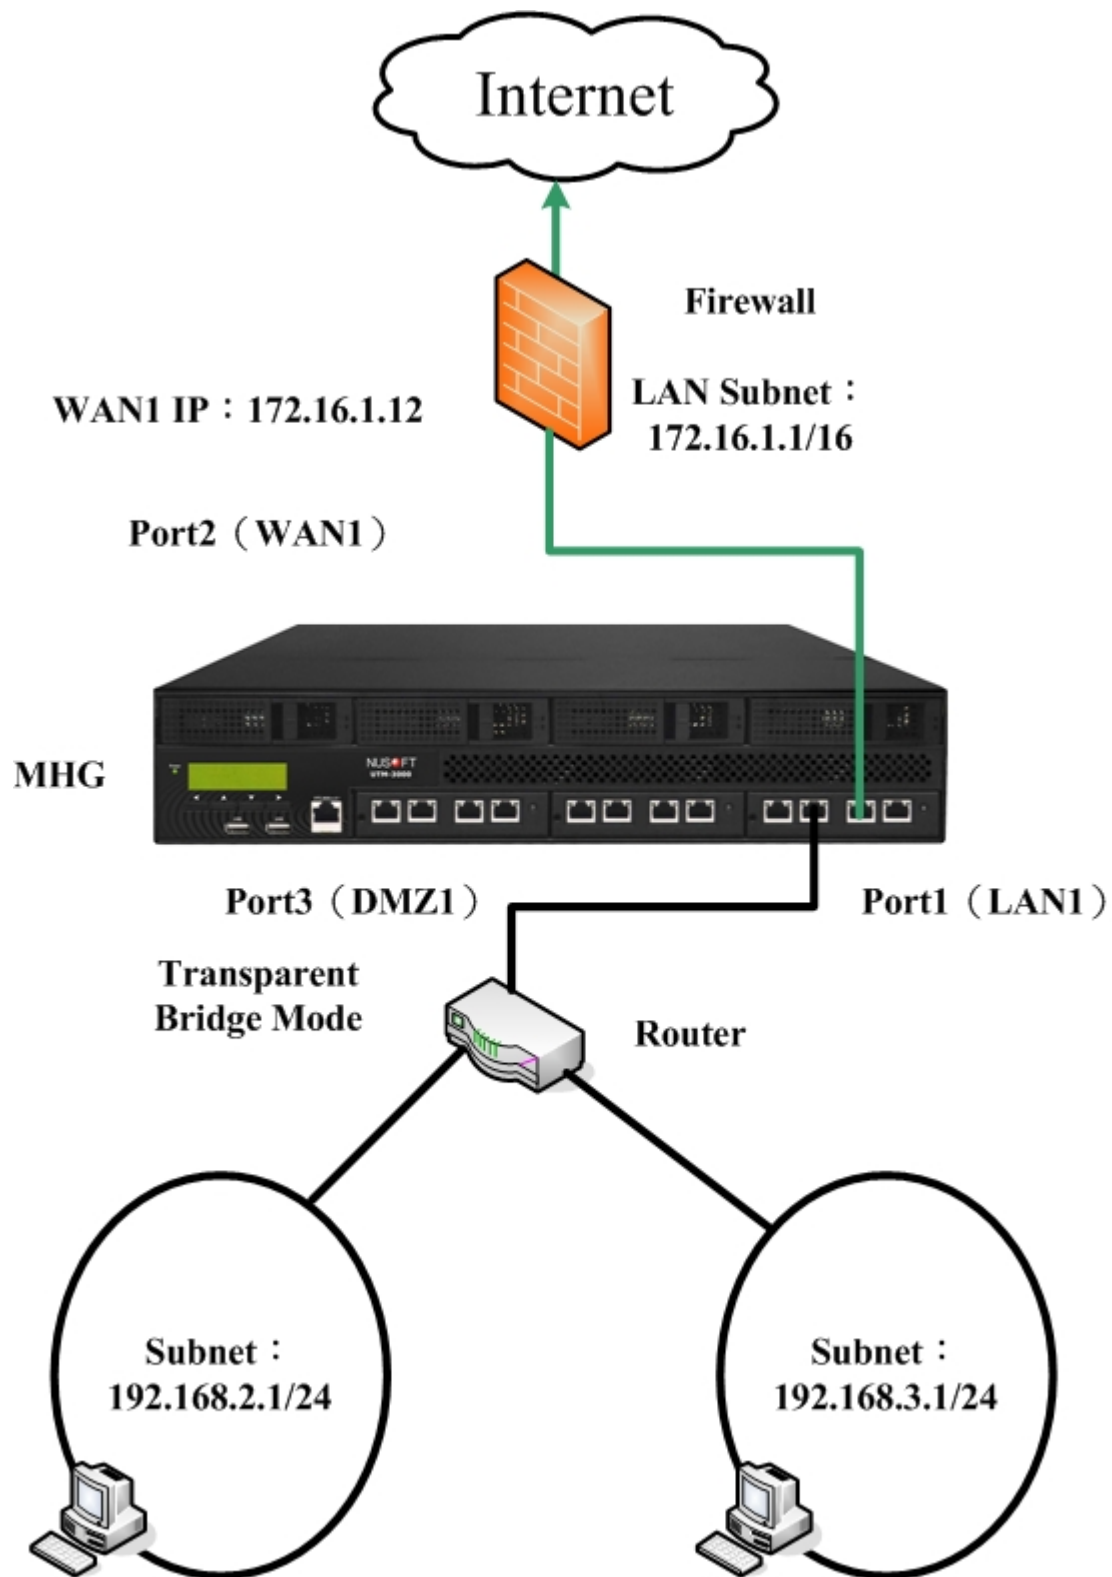 Internet
Firewall
LAN Subnet：
172.16.1.1/16
WAN1 IP：172.16.1.12
Port2（WAN1）
MHG
NUSOFT
UTM-3000
Port3（DMZ1）
Port1（LAN1）
Transparent
Bridge Mode
Router
Subnet：
192.168.2.1/24
Subnet：
192.168.3.1/24